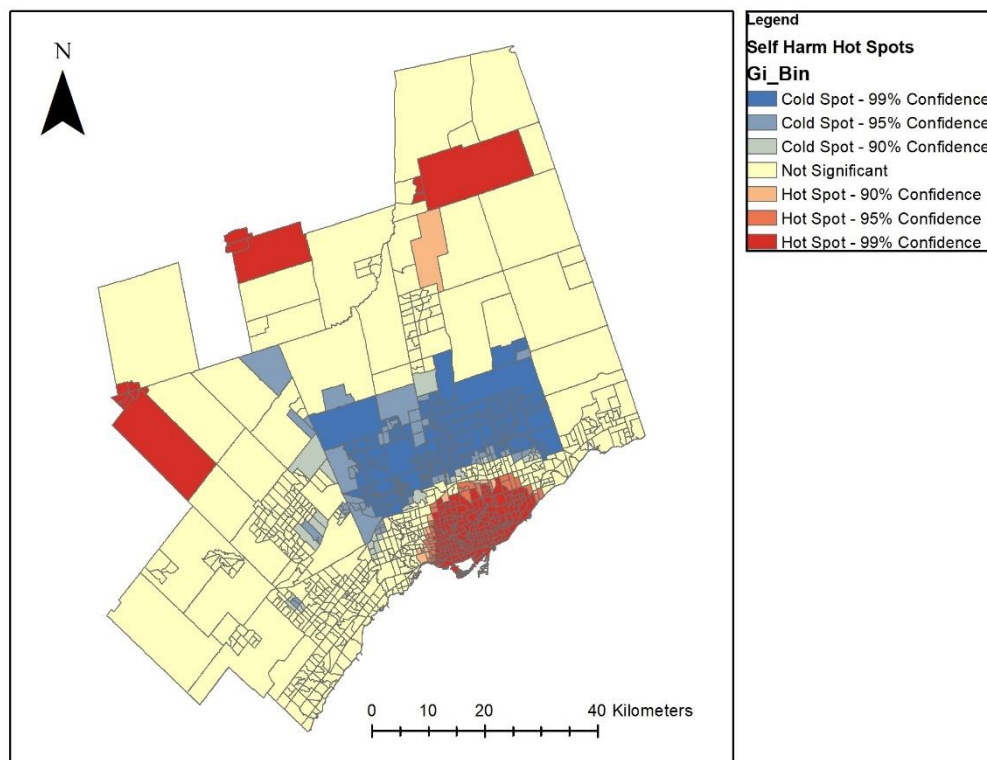 N
0 10 20 40 Kilometers
Legend
Self Harm Hot Spots
Gi_Bin
Cold Spot - 99% Confidence
Cold Spot - 95% Confidence
Cold Spot - 90% Confidence
Not Significant
Hot Spot - 90% Confidence
Hot Spot - 95% Confidence
Hot Spot - 99% Confidence